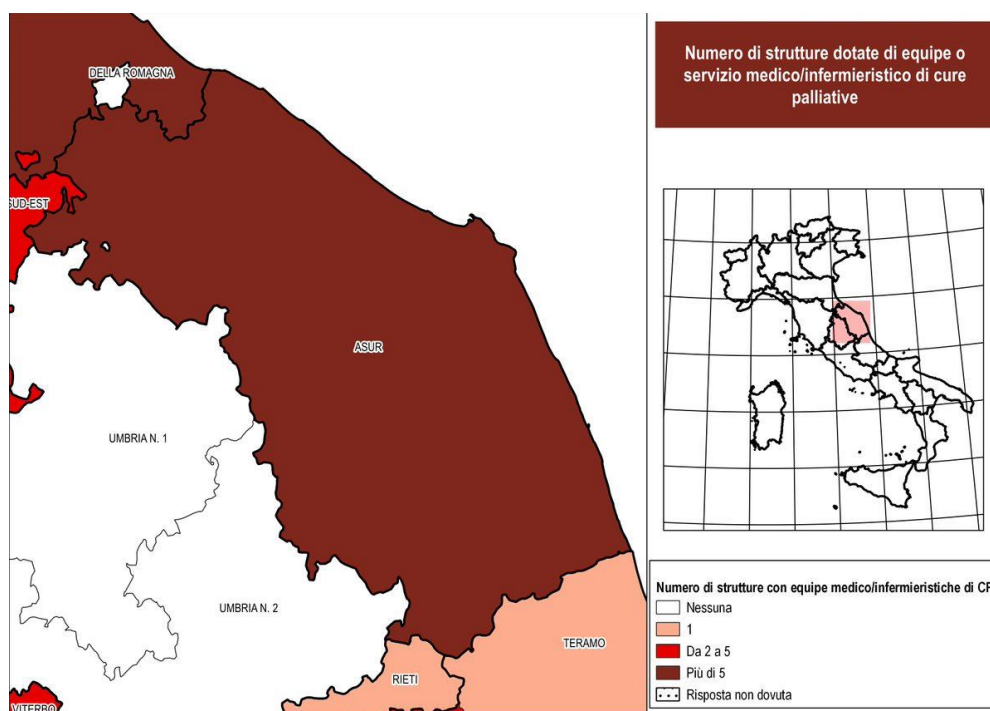 Numero di strutture dotate di equipe o
servizio medico/infermieristico di cure
palliative
DELLA ROMAGNA
SUD-EST
ASUR
UMBRIA N. 1
UMBRIA N. 2
TERAMO
RIETI
VITERBO
Numero di strutture con equipe medico/infermieristiche di CP
Nessuna
1
Da 2 a 5
Più di 5
Risposta non dovuta